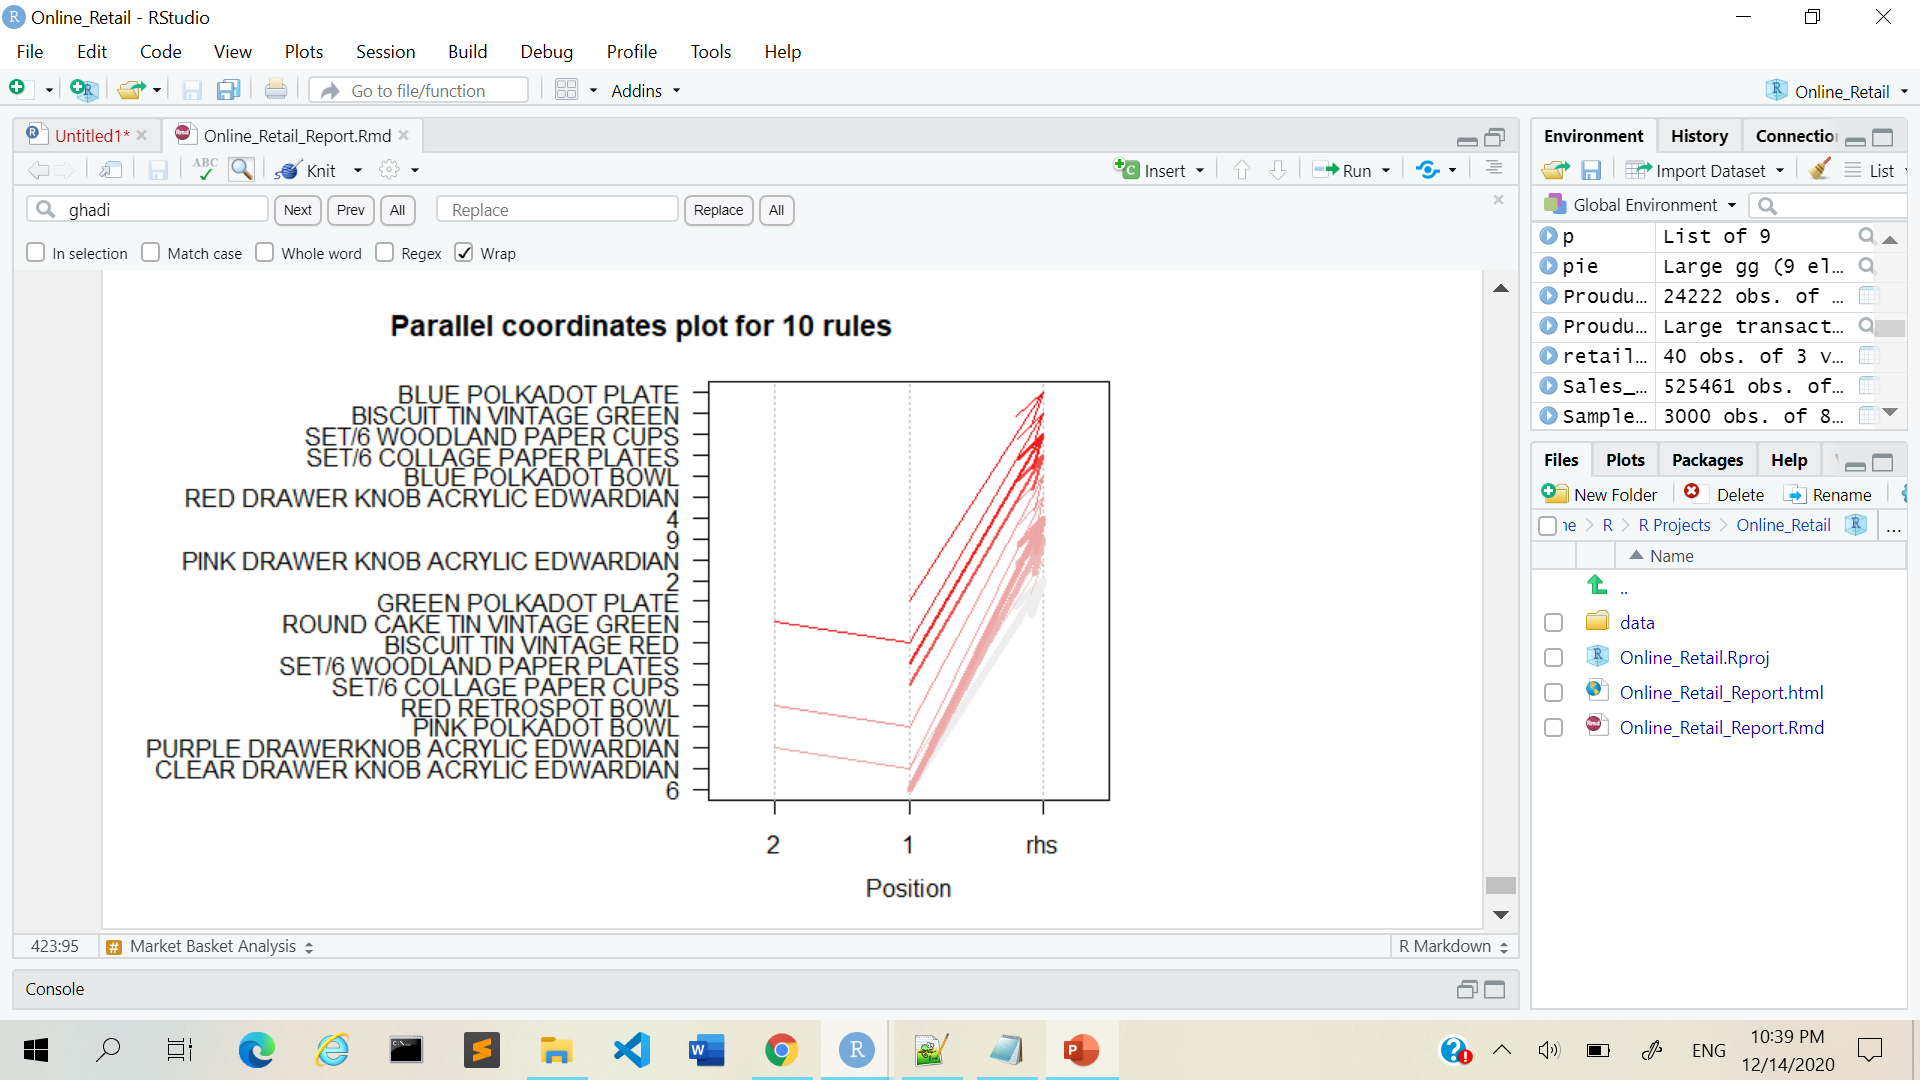 Online_Retail - RStudio
File Edit Code View Plots Session Build Debug Profile Tools Help
Go to file/function Addins Online_Retail
Untitled1* Online_Retail_Report.Rmd
ABC Knit Insert Run
ghadi Next Prev All Replace Replace All
In selection Match case Whole word Regex Wrap
Parallel coordinates plot for 10 rules
BLUE POLKADOT PLATE
BISCUIT TIN VINTAGE GREEN
SET/6 WOODLAND PAPER CUPS
SET/6 COLLAGE PAPER PLATES
BLUE POLKADOT BOWL
RED DRAWER KNOB ACRYLIC EDWARDIAN
4
9
PINK DRAWER KNOB ACRYLIC EDWARDIAN
2
GREEN POLKADOT PLATE
ROUND CAKE TIN VINTAGE GREEN
BISCUIT TIN VINTAGE RED
SET/6 WOODLAND PAPER PLATES
SET/6 COLLAGE PAPER CUPS
RED RETROSPOT BOWL
PINK POLKADOT BOWL
PURPLE DRAWERKNOB ACRYLIC EDWARDIAN
CLEAR DRAWER KNOB ACRYLIC EDWARDIAN
6
2 1 rhs
Position
423:95 Market Basket Analysis R Markdown
Console
Environment History Connectio
Import Dataset List
Global Environment
p List of 9
pie Large gg (9 el…
Proudu… 24222 obs. of …
Proudu… Large transact…
retail… 40 obs. of 3 v…
Sales_… 525461 obs. of…
Sample… 3000 obs. of 8…
Files Plots Packages Help
New Folder Delete Rename
ne R R Projects Online_Retail ...
Name
..
data
Online_Retail.Rproj
Online_Retail_Report.html
Online_Retail_Report.Rmd
ENG 10:39 PM
12/14/2020